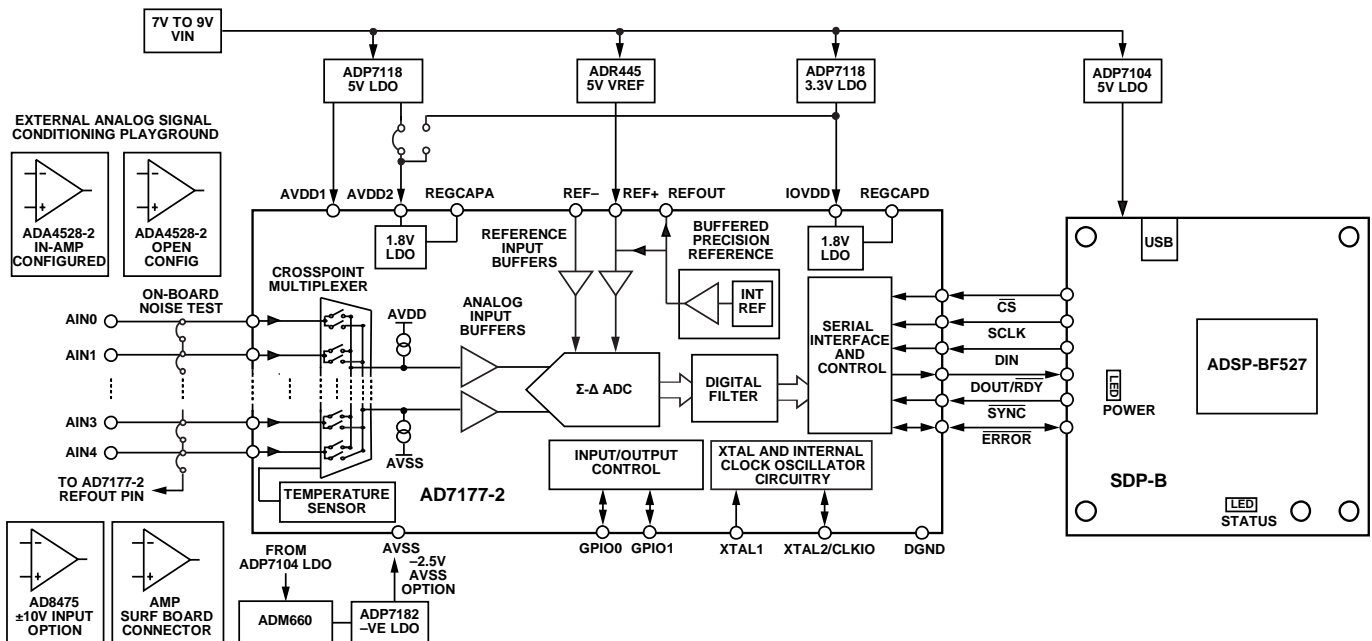 7V TO 9V
VIN
ADP7118
5V LDO
ADR445
5V VREF
ADP7118
3.3V LDO
ADP7104
5V LDO
EXTERNAL ANALOG SIGNAL
CONDITIONING PLAYGROUND
ADA4528-2
IN-AMP
CONFIGURED
ADA4528-2
OPEN
CONFIG
AVDD1
AVDD2
REGCAPA
REF–
REF+
REFOUT
IOVDD
REGCAPD
1.8V
LDO
REFERENCE
INPUT
BUFFERS
BUFFERED
PRECISION
REFERENCE
INT
REF
1.8V
LDO
USB
CROSSPOINT
MULTIPLEXER
ON-BOARD
NOISE TEST
AIN0
AIN1
AIN3
AIN4
TO AD7177-2
REFOUT PIN
AVDD
ANALOG
INPUT
BUFFERS
AVSS
Σ-Δ ADC
DIGITAL
FILTER
SERIAL
INTERFACE
AND
CONTROL
CS
SCLK
DIN
DOUT/RDY
SYNC
ERROR
LED
POWER
ADSP-BF527
SDP-B
LED
STATUS
TEMPERATURE
SENSOR
AD7177-2
INPUT/OUTPUT
CONTROL
XTAL AND INTERNAL
CLOCK OSCILLATOR
CIRCUITRY
AVSS
GPIO0
GPIO1
XTAL1
XTAL2/CLKIO
DGND
–2.5V
AVSS
OPTION
FROM
ADP7104 LDO
ADM660
ADP7182
–VE LDO
AD8475
±10V INPUT
OPTION
AMP
SURF BOARD
CONNECTOR